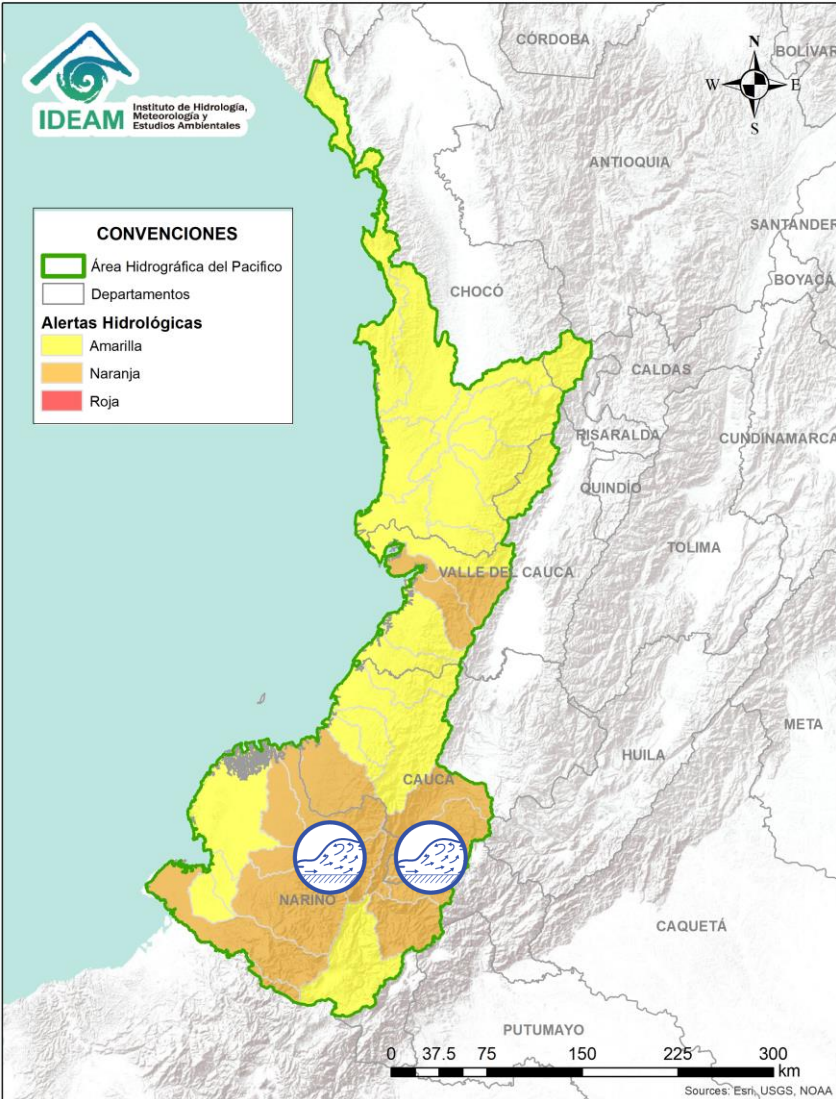 IDEAM
Instituto de Hidrología,
Meteorología y
Estudios Ambientales
N
W
E
S
CONVENCIONES
Área Hidrográfica del Pacifico
Departamentos
Alertas Hidrológicas
Amarilla
Naranja
Roja
CÓRDOBA
BOLÍVAR
ANTIOQUIA
SANTANDER
BOYACÁ
CHOCÓ
CALDAS
RISARALDA
CUNDINAMARCA
QUINDÍO
TOLIMA
VALLE DEL CAUCA
META
HUILA
CAUCA
NARIÑO
CAQUETÁ
PUTUMAYO
0 37.5 75 150 225 300
km
Sources: Esri, USGS, NOAA